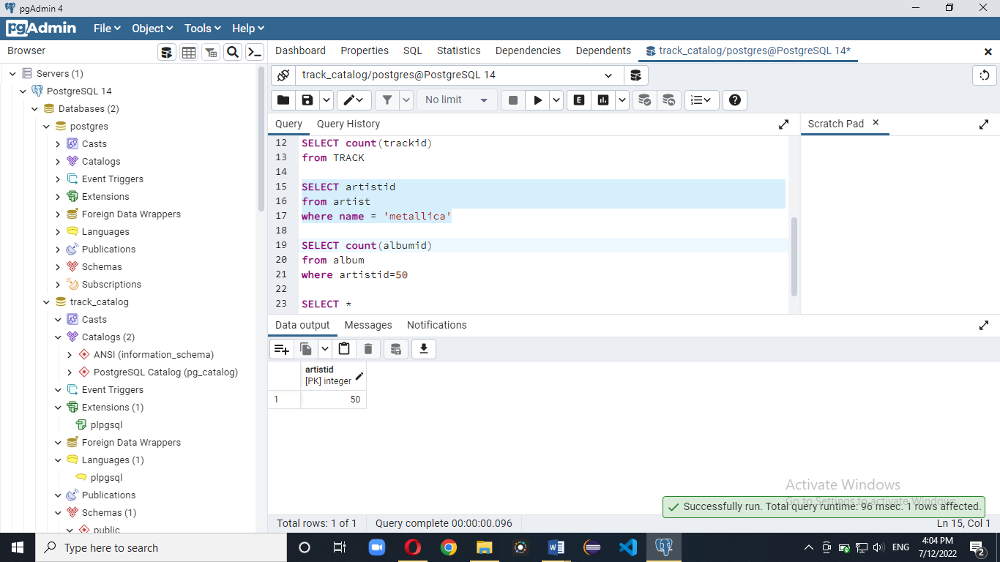 pgAdmin 4
pgAdmin File Object Tools Help
Browser
Dashboard Properties SQL Statistics Dependencies Dependents track_catalog/postgres@PostgreSQL 14*
Servers (1)
PostgreSQL 14
Databases (2)
postgres
Casts
Catalogs
Event Triggers
Extensions
Foreign Data Wrappers
Languages
Publications
Schemas
Subscriptions
track_catalog
Casts
Catalogs (2)
ANSI (information_schema)
PostgreSQL Catalog (pg_catalog)
Event Triggers
Extensions (1)
plpgsql
Foreign Data Wrappers
Languages (1)
plpgsql
Publications
Schemas (1)
public
track_catalog/postgres@PostgreSQL 14
No limit
E
Query Query History
Scratch Pad
12 SELECT count(trackid)
13 from TRACK
14
15 SELECT artistid
16 from artist
17 where name = 'metallica'
18
19 SELECT count(albumid)
20 from album
21 where artistid=50
22
23 SELECT *
Data output Messages Notifications
artistid
[PK] integer
1 50
Activate Windows
Go to Settings to activate Windows.
Successfully run. Total query runtime: 96 msec. 1 rows affected.
Total rows: 1 of 1 Query complete 00:00:00.096 Ln 15, Col 1
Type here to search
ENG
4:04 PM
7/12/2022
2